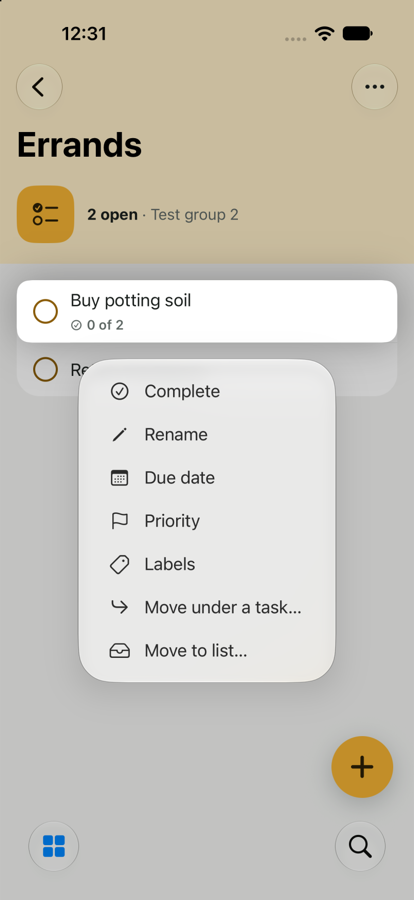 12:31
Errands
2 open · Test group 2
Buy potting soil
0 of 2
Complete
Rename
Due date
Priority
Labels
Move under a task...
Move to list...